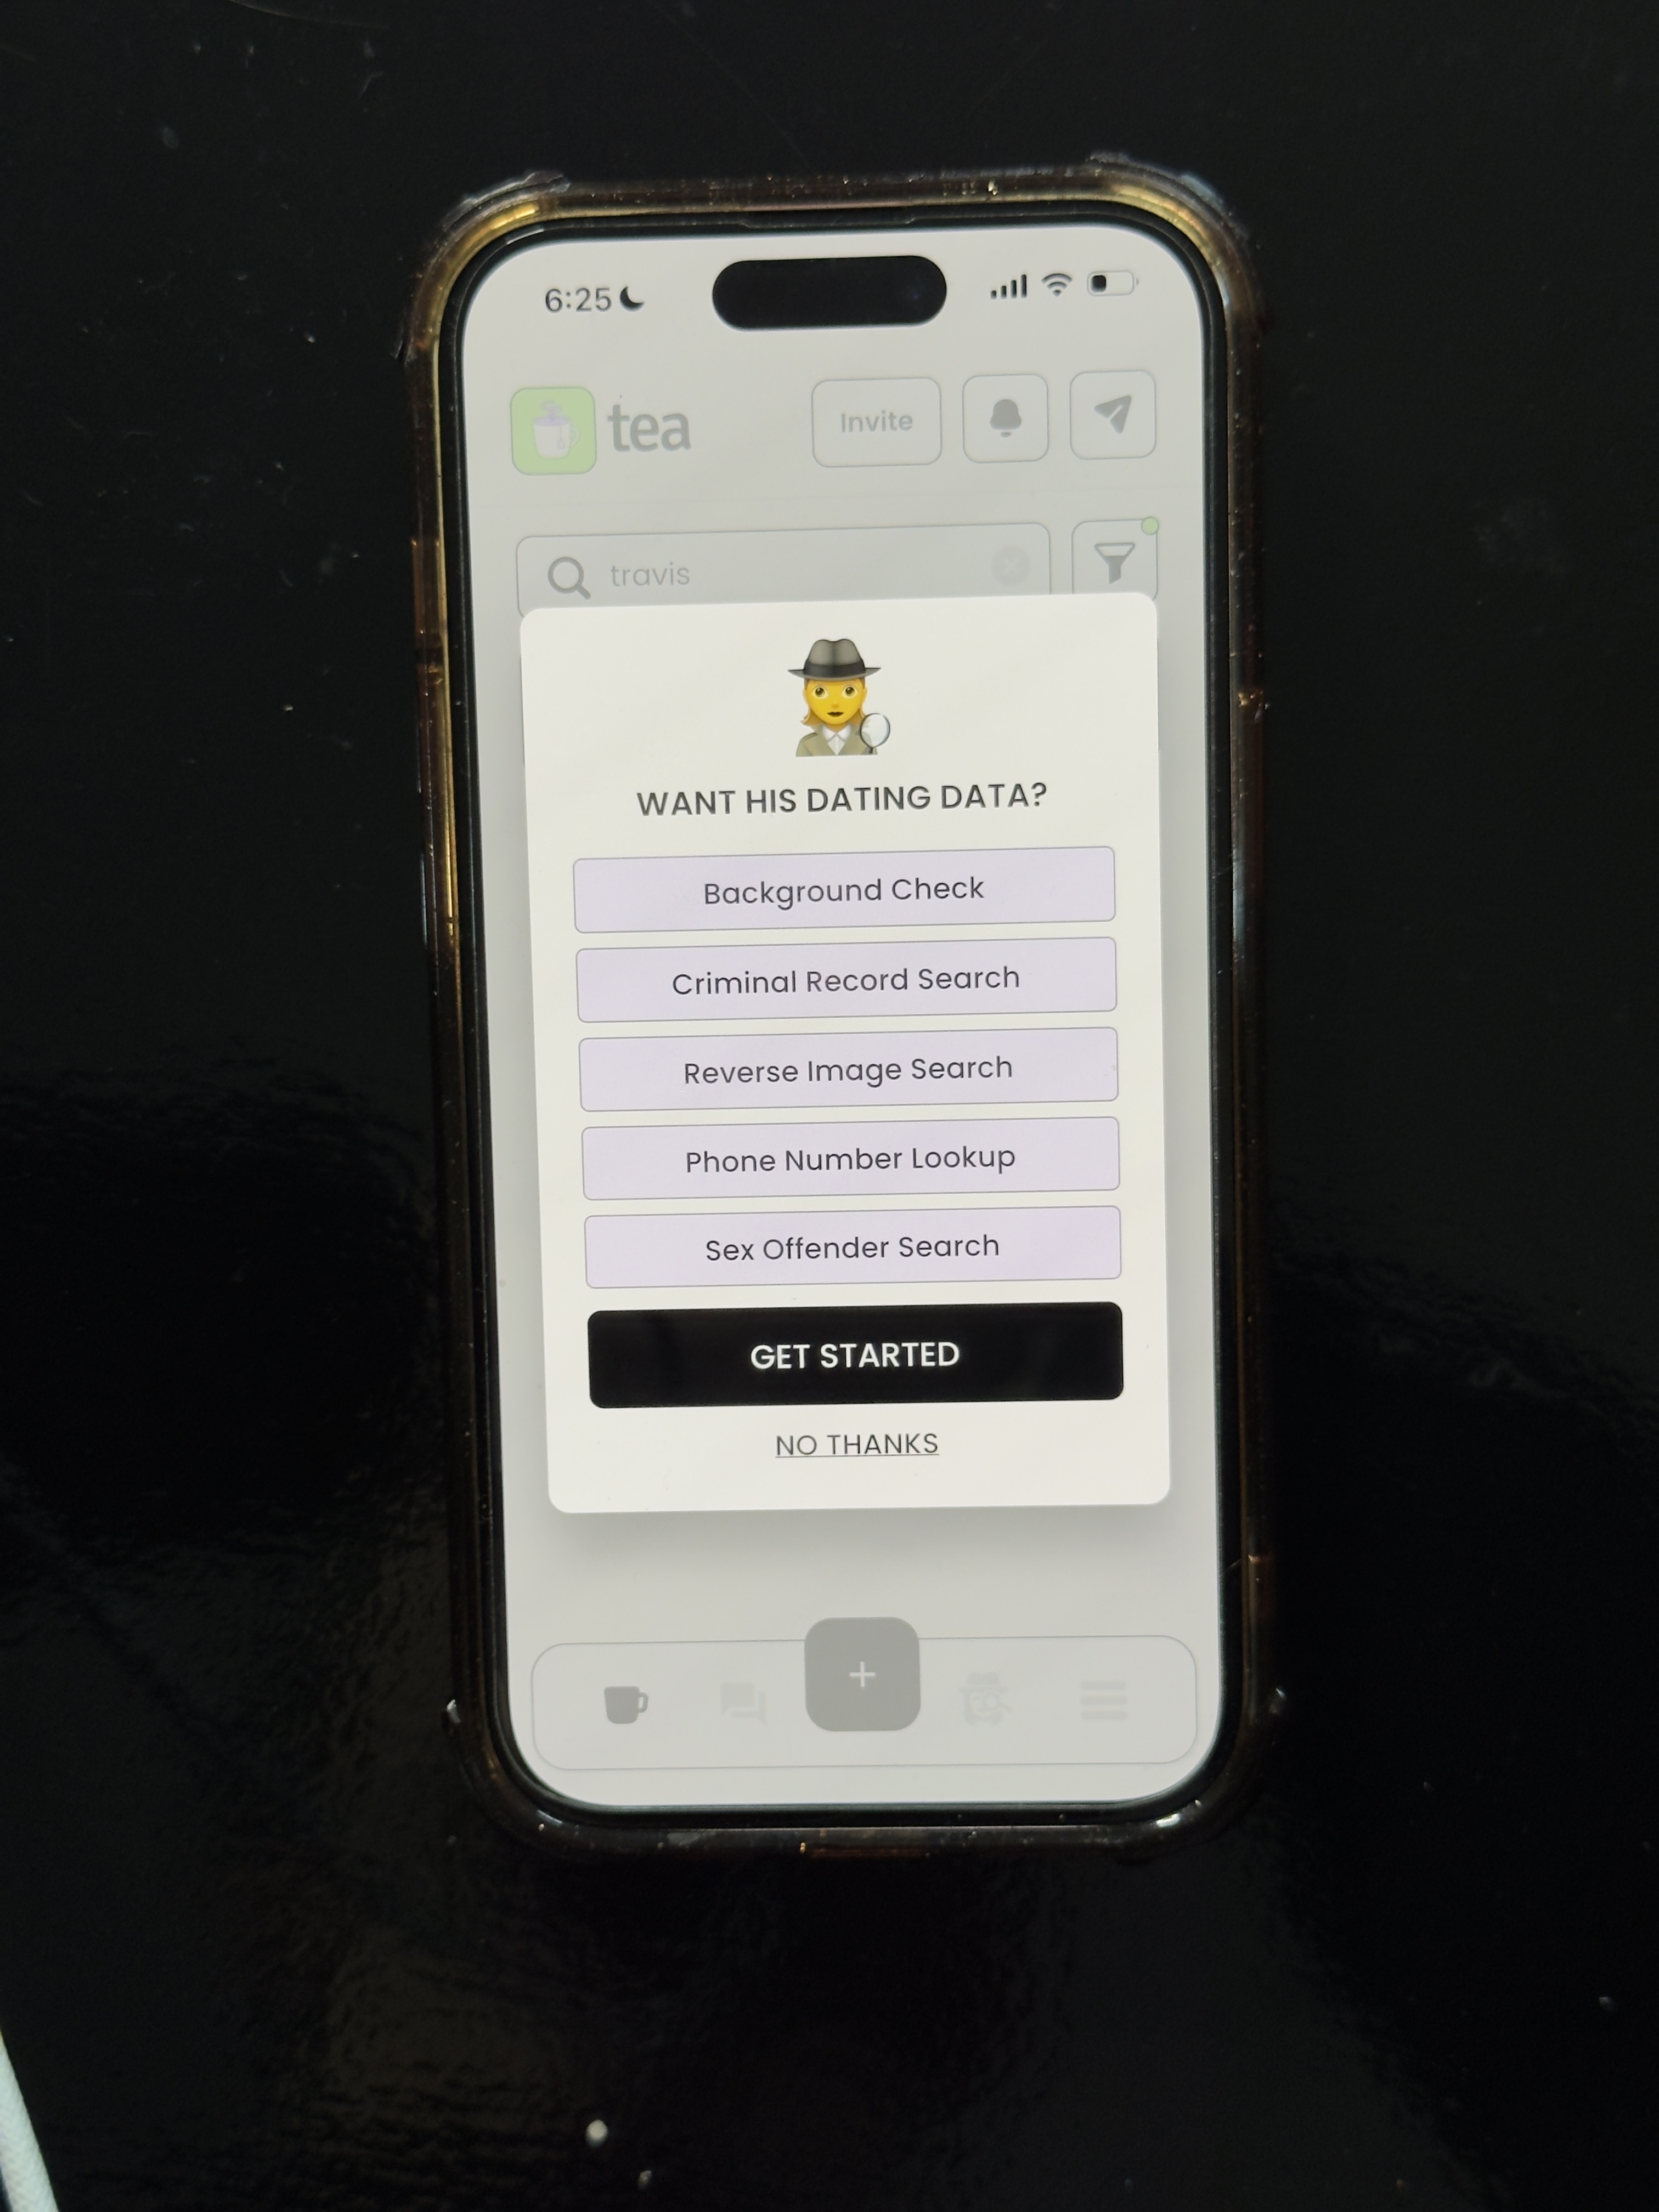 6:25
tea
Invite
travis
WANT HIS DATING DATA?
Background Check
Criminal Record Search
Reverse Image Search
Phone Number Lookup
Sex Offender Search
GET STARTED
NO THANKS